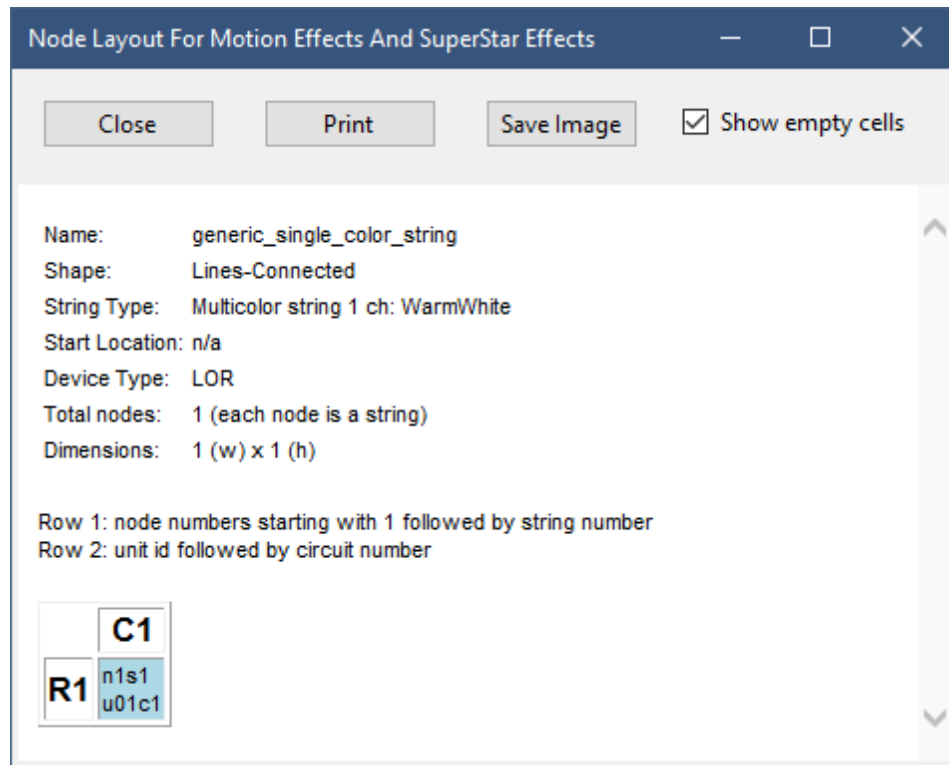 Node Layout For Motion Effects And SuperStar Effects
Close Print Save Image Show empty cells
Name: generic_single_color_string
Shape: Lines-Connected
String Type: Multicolor string 1 ch: WarmWhite
Start Location: n/a
Device Type: LOR
Total nodes: 1 (each node is a string)
Dimensions: 1 (w) x 1 (h)
Row 1: node numbers starting with 1 followed by string number
Row 2: unit id followed by circuit number
C1
R1 n1s1
u01c1